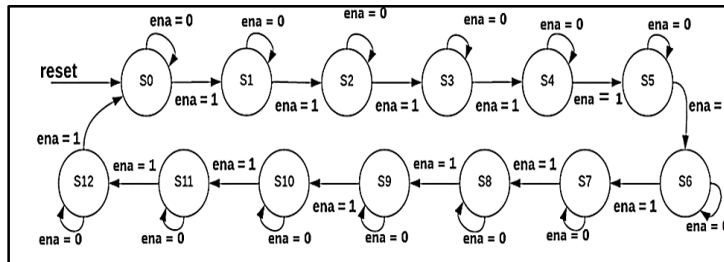 ena = 0 ena = 0 ena = 0 ena = 0 ena = 0 ena = 0
reset S0 S1 S2 S3 S4 S5
ena = 1 ena = 1 ena = 1 ena = 1 ena = 1 ena =
ena = 1 ena = 1 ena = 1 ena = 1 ena = 1
S12 S11 S10 S9 S8 S7 S6
ena = 1 ena = 1
ena = 0 ena = 0 ena = 0 ena = 0 ena = 0 ena = 0 ena = 0